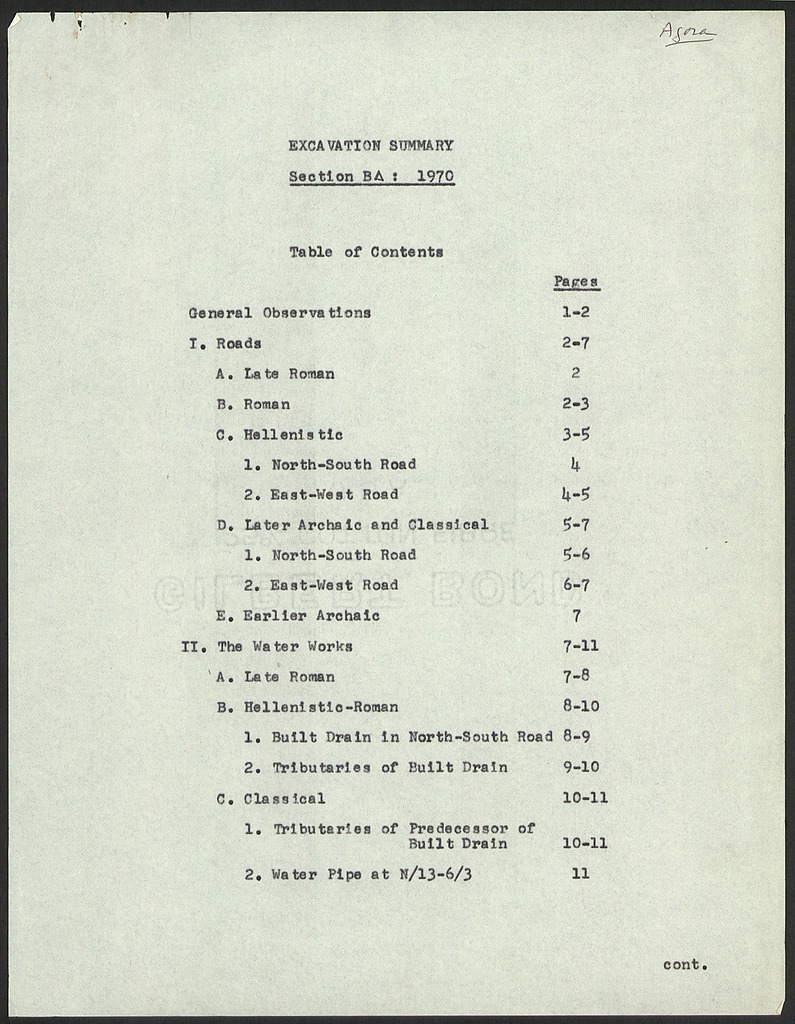 Agora
EXCAVATION SUMMARY
Section BΔ: 1970
Table of Contents
Pages
General Observations 1-2
I. Roads 2-7
A. Late Roman 2
B. Roman 2-3
C. Hellenistic 3-5
1. North-South Road 4
2. East-West Road 4-5
D. Later Archaic and Classical 5-7
1. North-South Road 5-6
2. East-West Road 6-7
E. Earlier Archaic 7
II. The Water Works 7-11
A. Late Roman 7-8
B. Hellenistic-Roman 8-10
1. Built Drain in North-South Road 8-9
2. Tributaries of Built Drain 9-10
C. Classical 10-11
1. Tributaries of Predecessor of
Built Drain 10-11
2. Water Pipe at N/13-6/3 11
cont.